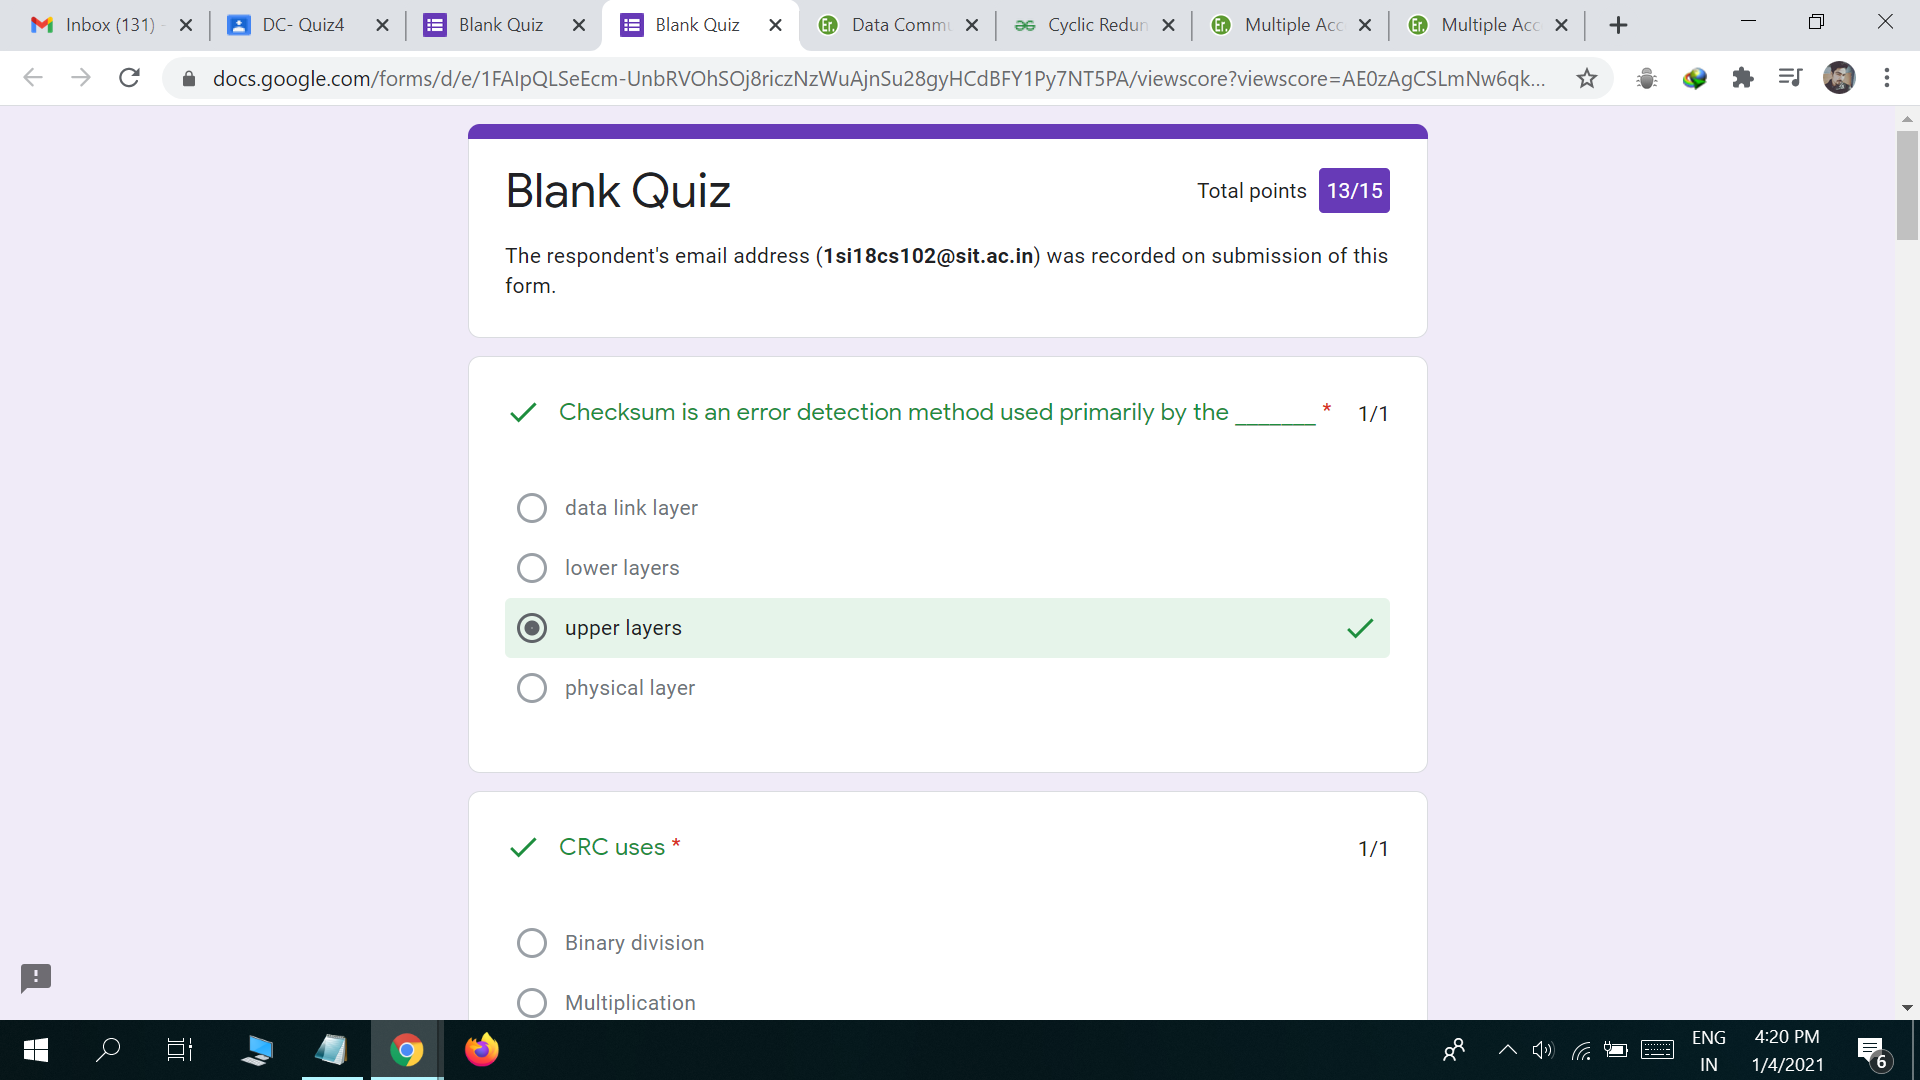 Inbox (131) -
DC- Quiz4
Blank Quiz
Blank Quiz
Data Commu
Cyclic Redun
Multiple Acc
Multiple Acc
docs.google.com/forms/d/e/1FAIpQLSeEcm-UnbRVOhSOj8riczNzWuAjnSu28gyHCdBFY1Py7NT5PA/viewscore?viewscore=AE0zAgCSLmNw6qk...
Blank Quiz
Total points 13/15
The respondent's email address (1si18cs102@sit.ac.in) was recorded on submission of this
form.
Checksum is an error detection method used primarily by the _______ * 1/1
data link layer
lower layers
upper layers
physical layer
CRC uses * 1/1
Binary division
Multiplication
ENG
IN
4:20 PM
1/4/2021
6